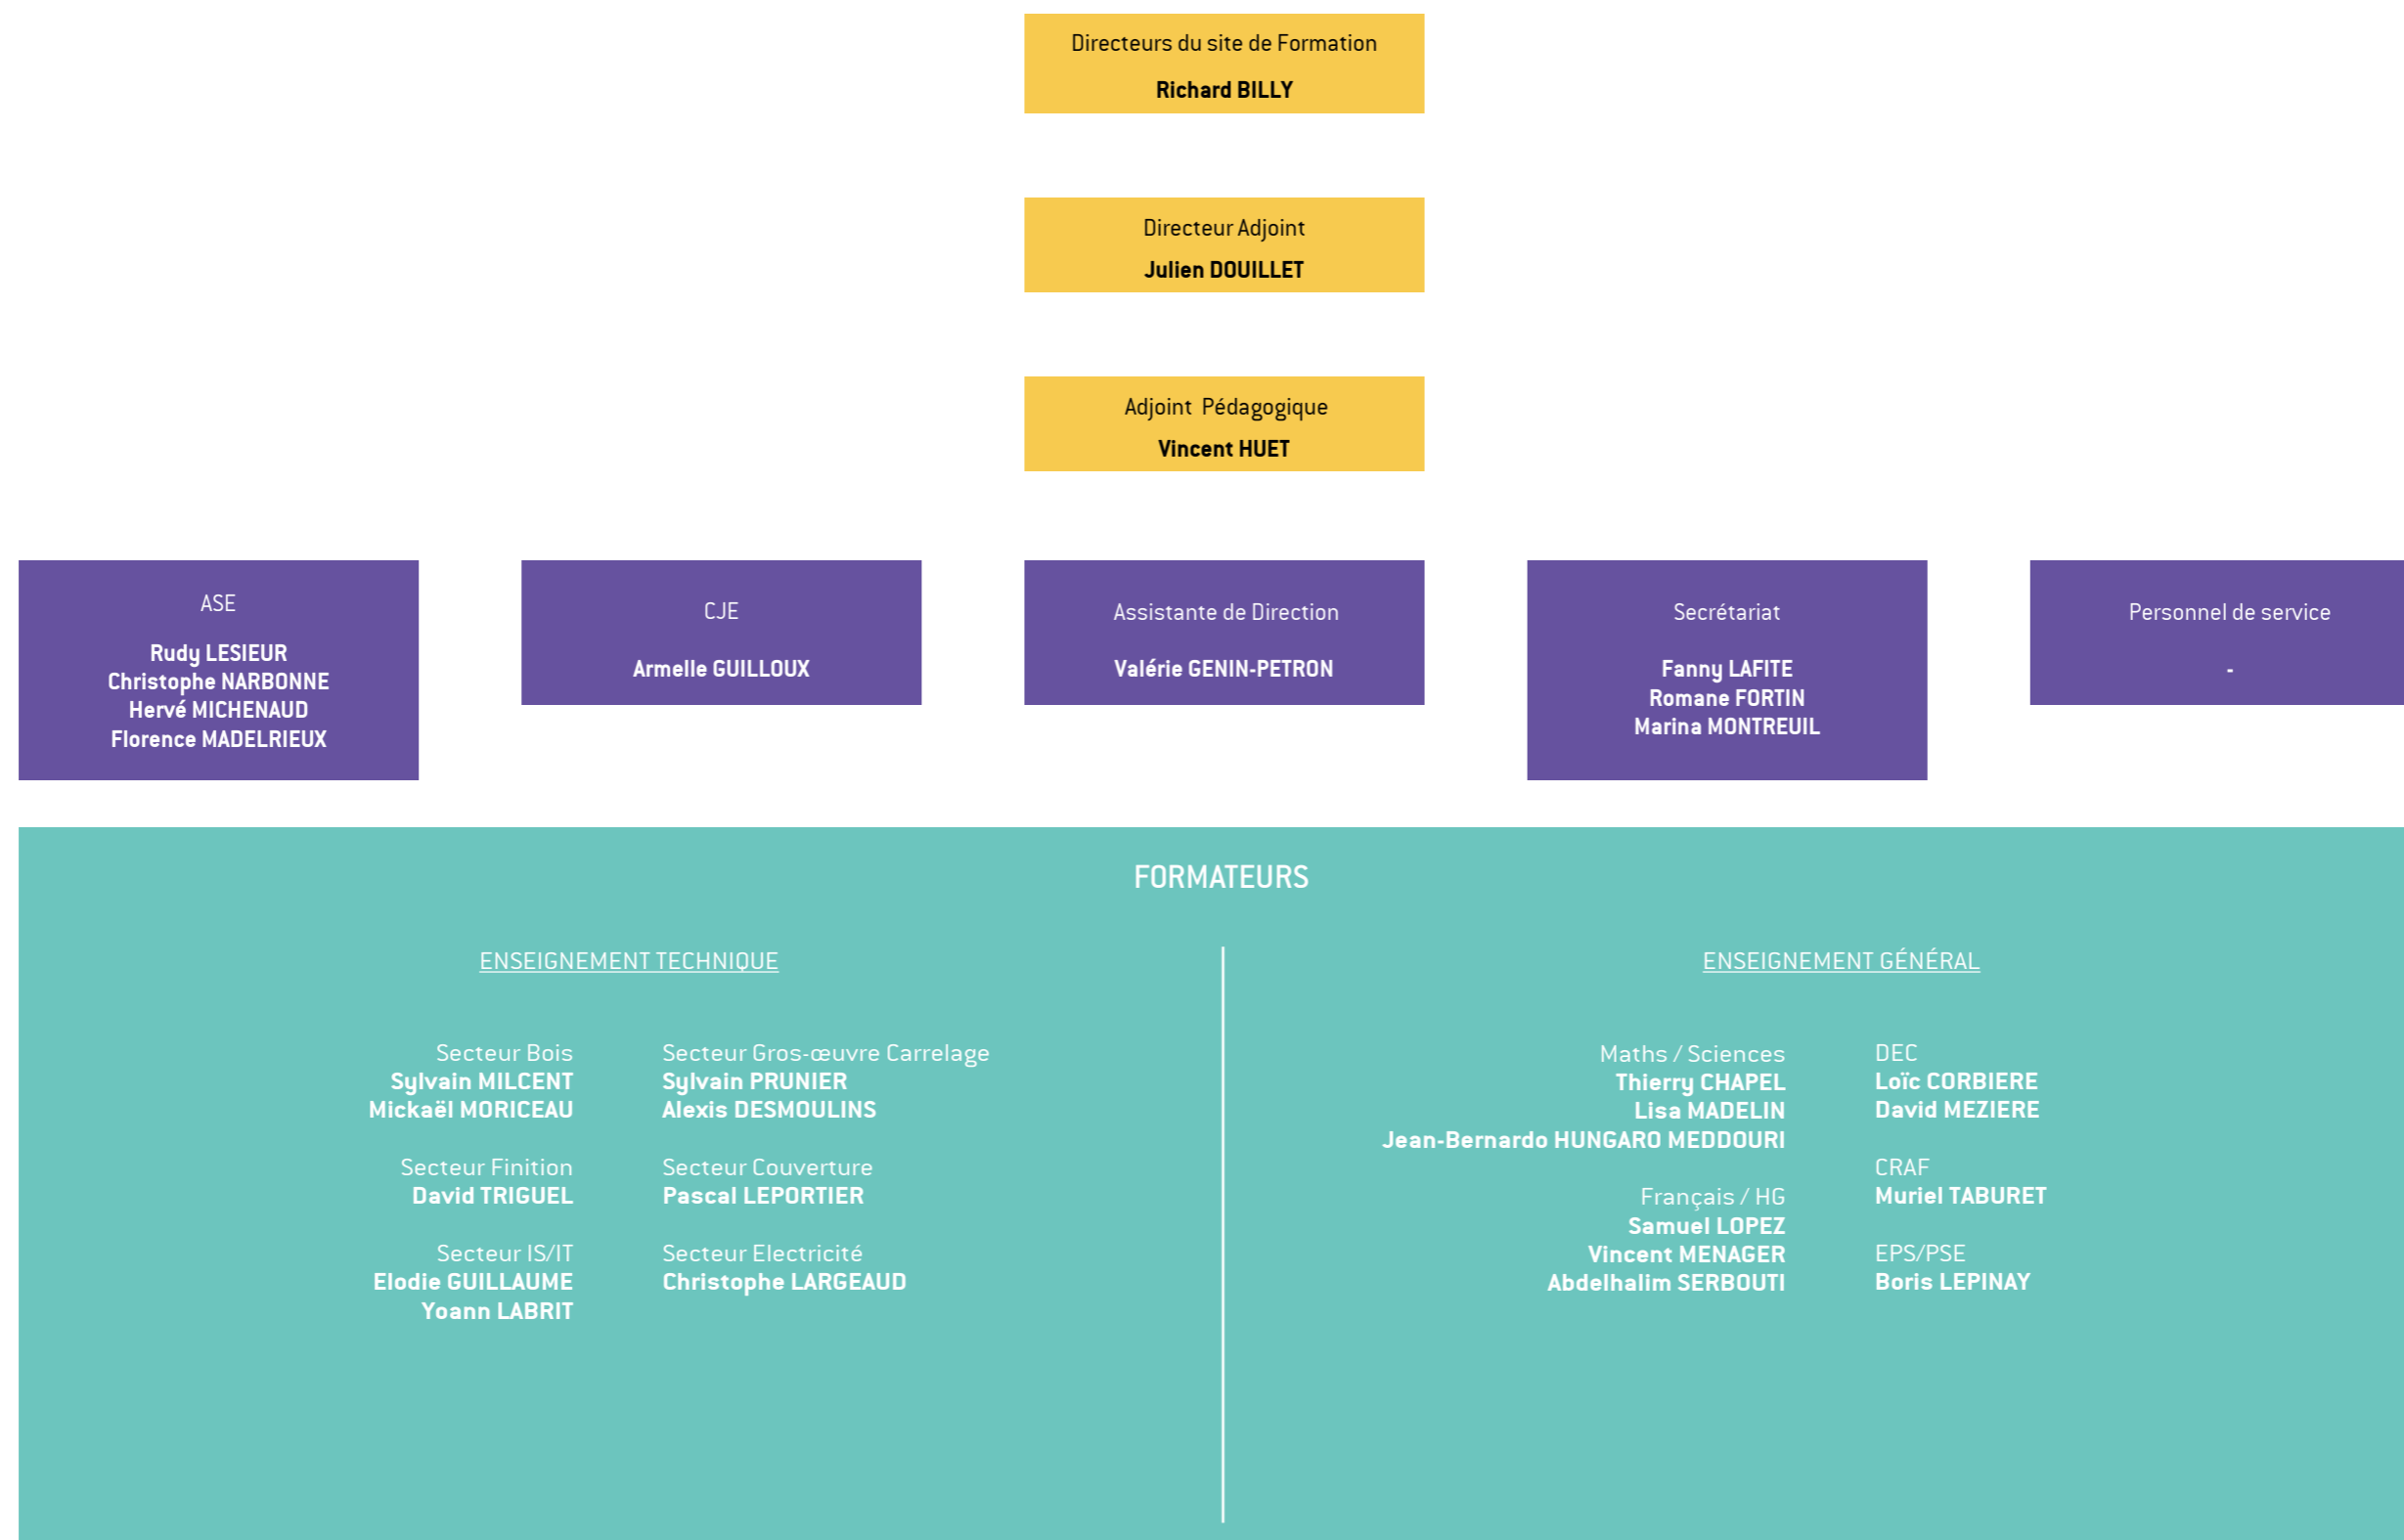 Directeurs du site de Formation
Richard BILLY
Directeur Adjoint
Julien DOUILLET
Adjoint Pédagogique
Vincent HUET
ASE
Rudy LESIEUR
Christophe NARBONNE
Hervé MICHENAUD
Florence MADELRIEUX
CJE
Armelle GUILLOUX
Assistante de Direction
Valérie GENIN-PETRON
Secrétariat
Fanny LAFITE
Romane FORTIN
Marina MONTREUIL
Personnel de service
-
FORMATEURS
ENSEIGNEMENT TECHNIQUE
Secteur Bois
Sylvain MILCENT
Mickaël MORICEAU
Secteur Finition
David TRIGUEL
Secteur IS/IT
Elodie GUILLAUME
Yoann LABRIT
Secteur Gros-œuvre Carrelage
Sylvain PRUNIER
Alexis DESMOULINS
Secteur Couverture
Pascal LEPORTIER
Secteur Electricité
Christophe LARGEAUD
ENSEIGNEMENT GÉNÉRAL
Maths / Sciences
Thierry CHAPEL
Lisa MADELIN
Jean-Bernardo HUNGARO MEDDOURI
Français / HG
Samuel LOPEZ
Vincent MENAGER
Abdelhalim SERBOUTI
DEC
Loïc CORBIERE
David MEZIERE
CRAF
Muriel TABURET
EPS/PSE
Boris LEPINAY